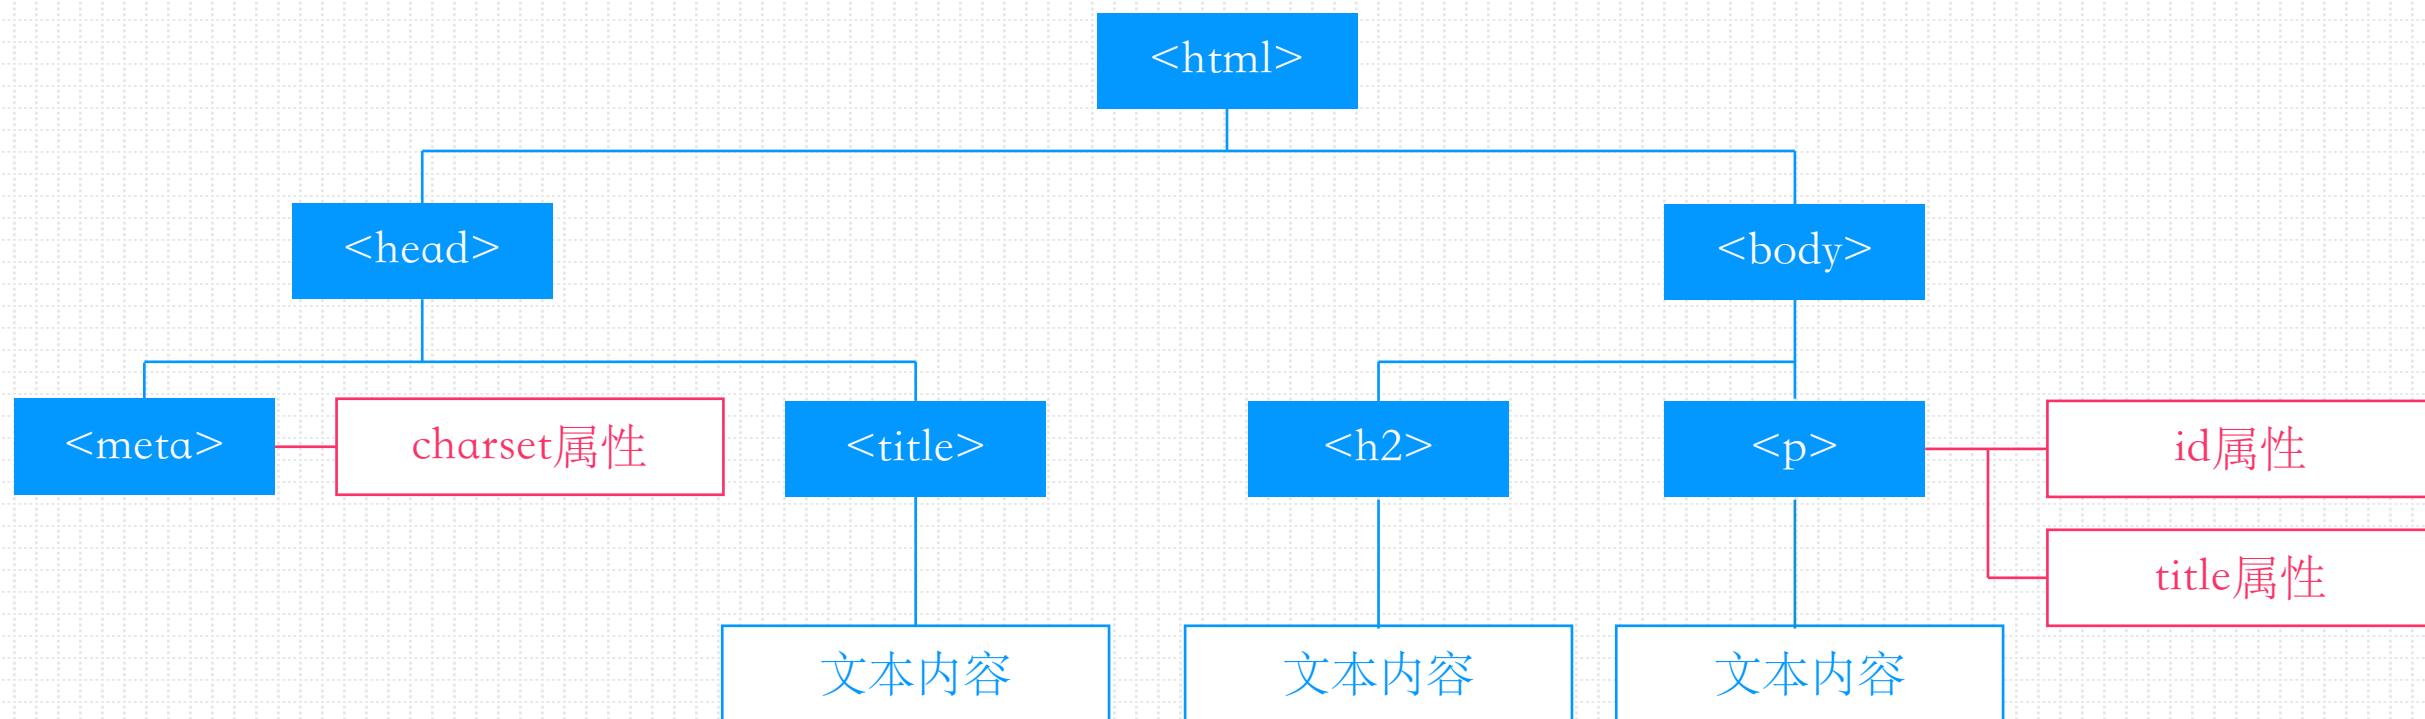 <html>
<head>
<body>
<meta>
charset属性
<title>
<h2>
<p>
id属性
title属性
文本内容
文本内容
文本内容